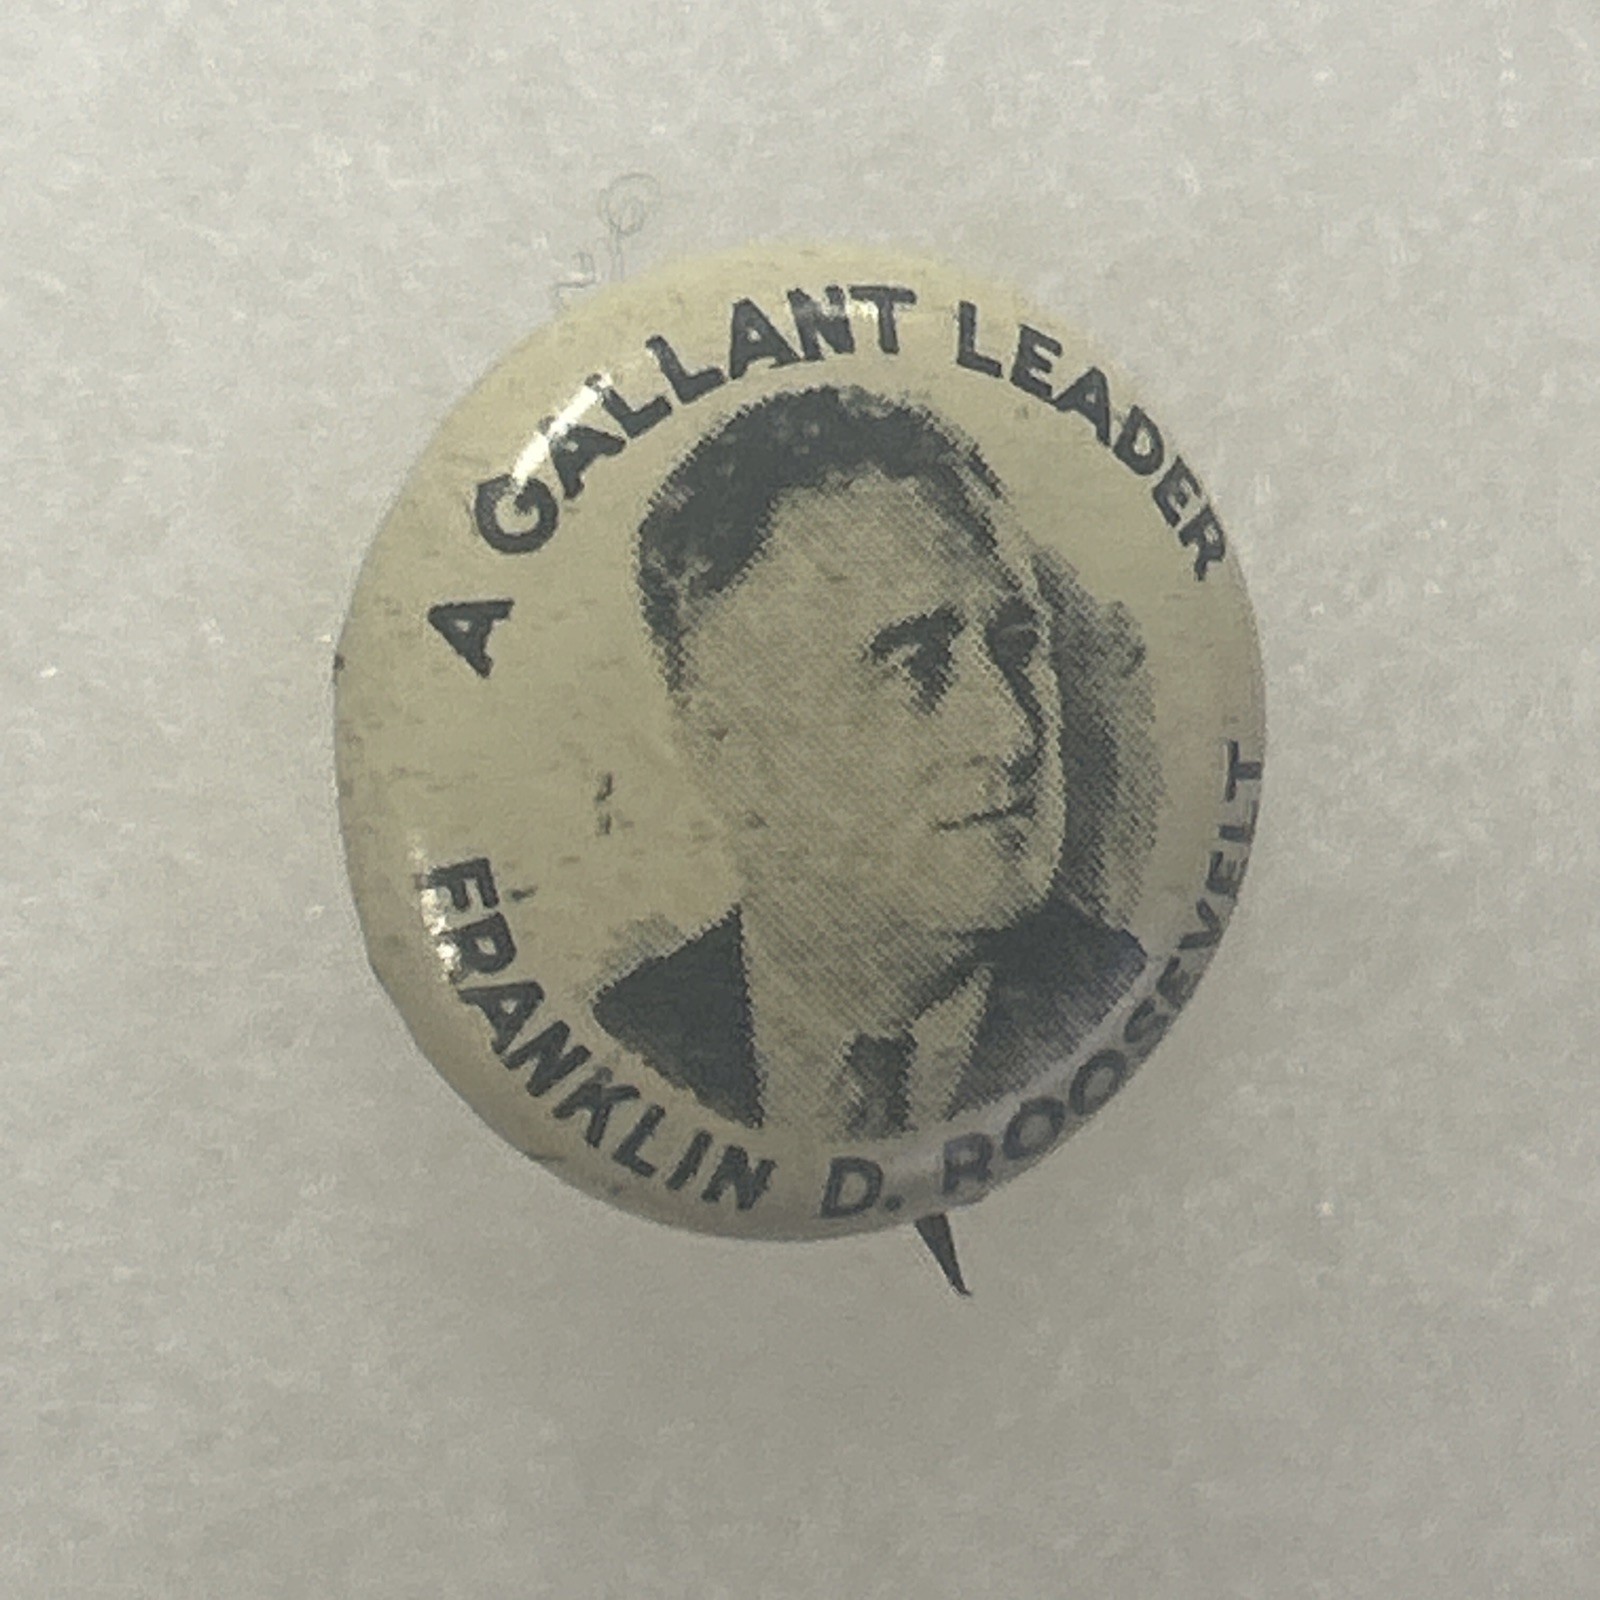 A GALLANT LEADER
FRANKLIN D. ROOSEVELT